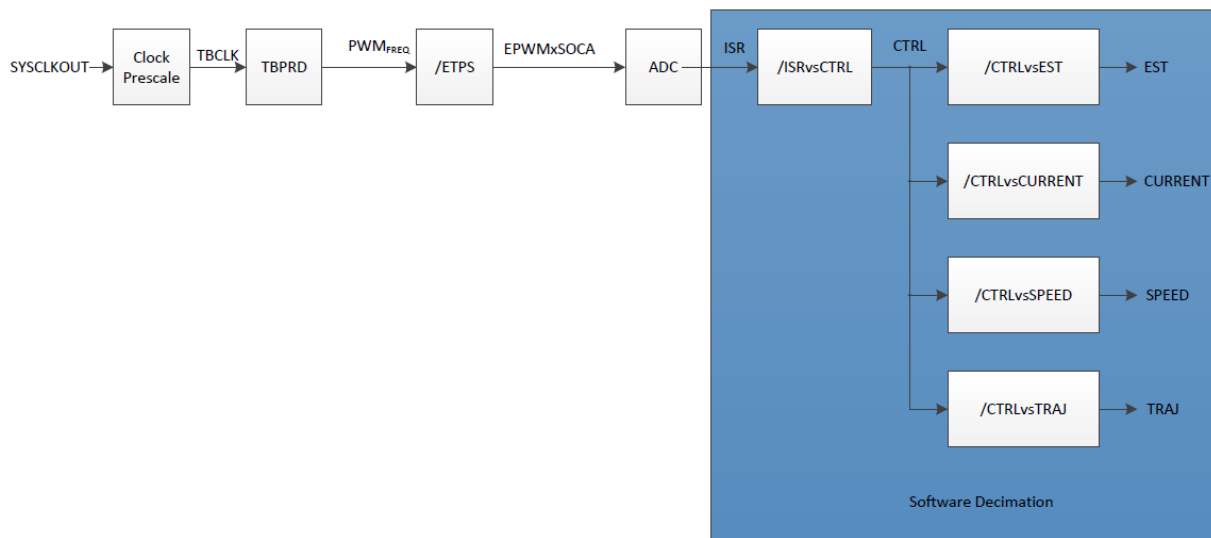 SYSCLKOUT
Clock
Prescale
TBCLK
TBPRD
PWMFREQ
/ETPS
EPWMxSOCA
ADC
ISR
/ISRvsCTRL
CTRL
/CTRLvsEST
EST
/CTRLvsCURRENT
CURRENT
/CTRLvsSPEED
SPEED
/CTRLvsTRAJ
TRAJ
Software Decimation